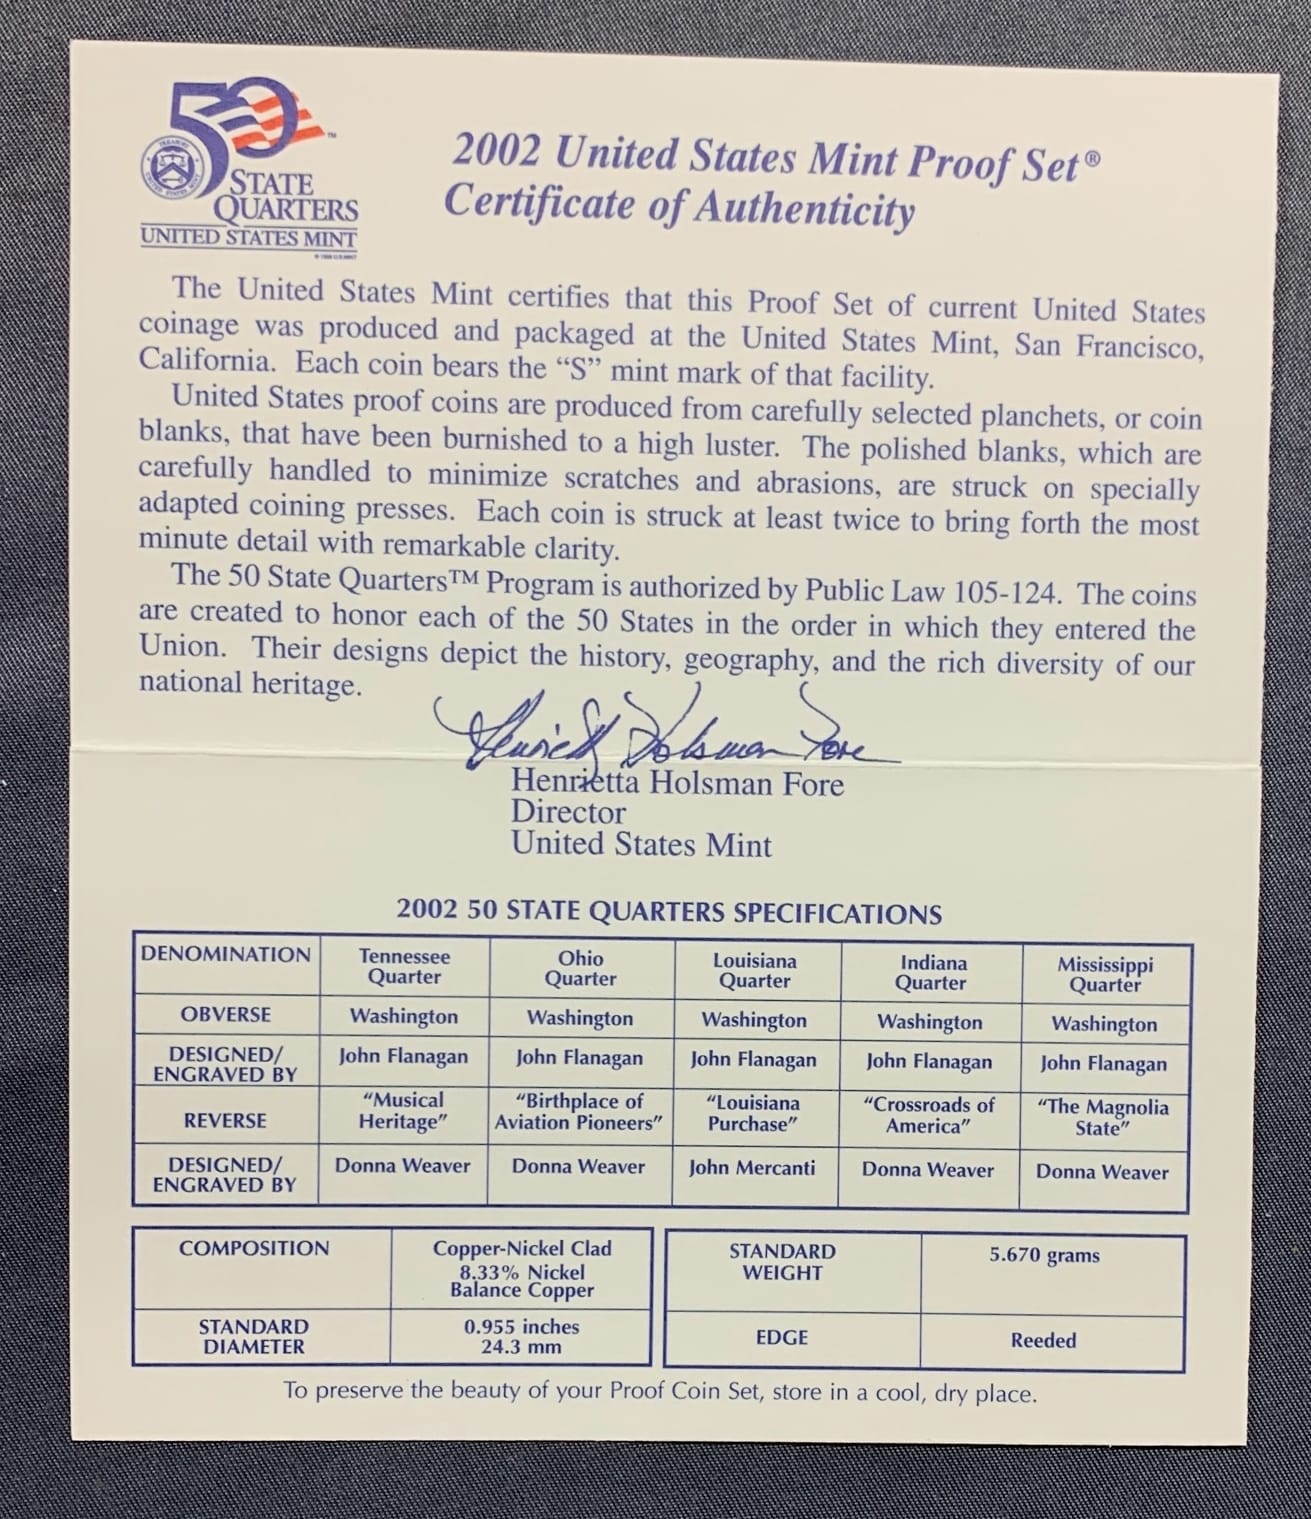 50
™
STATE
QUARTERS
UNITED STATES MINT
2002 United States Mint Proof Set®
Certificate of Authenticity
The United States Mint certifies that this Proof Set of current United States
coinage was produced and packaged at the United States Mint, San Francisco,
California. Each coin bears the “S” mint mark of that facility.
United States proof coins are produced from carefully selected planchets, or coin
blanks, that have been burnished to a high luster. The polished blanks, which are
carefully handled to minimize scratches and abrasions, are struck on specially
adapted coining presses. Each coin is struck at least twice to bring forth the most
minute detail with remarkable clarity.
The 50 State Quarters™ Program is authorized by Public Law 105-124. The coins
are created to honor each of the 50 States in the order in which they entered the
Union. Their designs depict the history, geography, and the rich diversity of our
national heritage.
Henrietta Holsman Fore
Henrietta Holsman Fore
Director
United States Mint
2002 50 STATE QUARTERS SPECIFICATIONS
DENOMINATION Tennessee Quarter Ohio Quarter Louisiana Quarter Indiana Quarter Mississippi Quarter
OBVERSE Washington Washington Washington Washington Washington
DESIGNED/ ENGRAVED BY John Flanagan John Flanagan John Flanagan John Flanagan John Flanagan
REVERSE “Musical Heritage” “Birthplace of Aviation Pioneers” “Louisiana Purchase” “Crossroads of America” “The Magnolia State”
DESIGNED/ ENGRAVED BY Donna Weaver Donna Weaver John Mercanti Donna Weaver Donna Weaver
COMPOSITION Copper-Nickel Clad
8.33% Nickel
Balance Copper
STANDARD DIAMETER 0.955 inches
24.3 mm
STANDARD WEIGHT 5.670 grams
EDGE Reeded
To preserve the beauty of your Proof Coin Set, store in a cool, dry place.